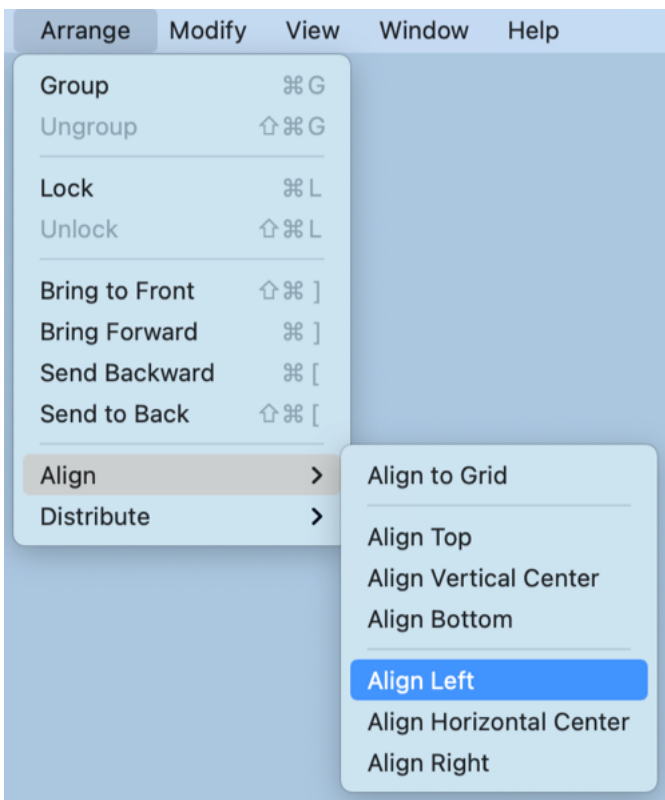 Arrange Modify View Window Help
Group ⌘ G
Ungroup ⇧ ⌘ G
Lock ⌘ L
Unlock ⇧ ⌘ L
Bring to Front ⇧ ⌘ ]
Bring Forward ⌘ ]
Send Backward ⌘ [
Send to Back ⇧ ⌘ [
Align >
Distribute >
Align to Grid
Align Top
Align Vertical Center
Align Bottom
Align Left
Align Horizontal Center
Align Right